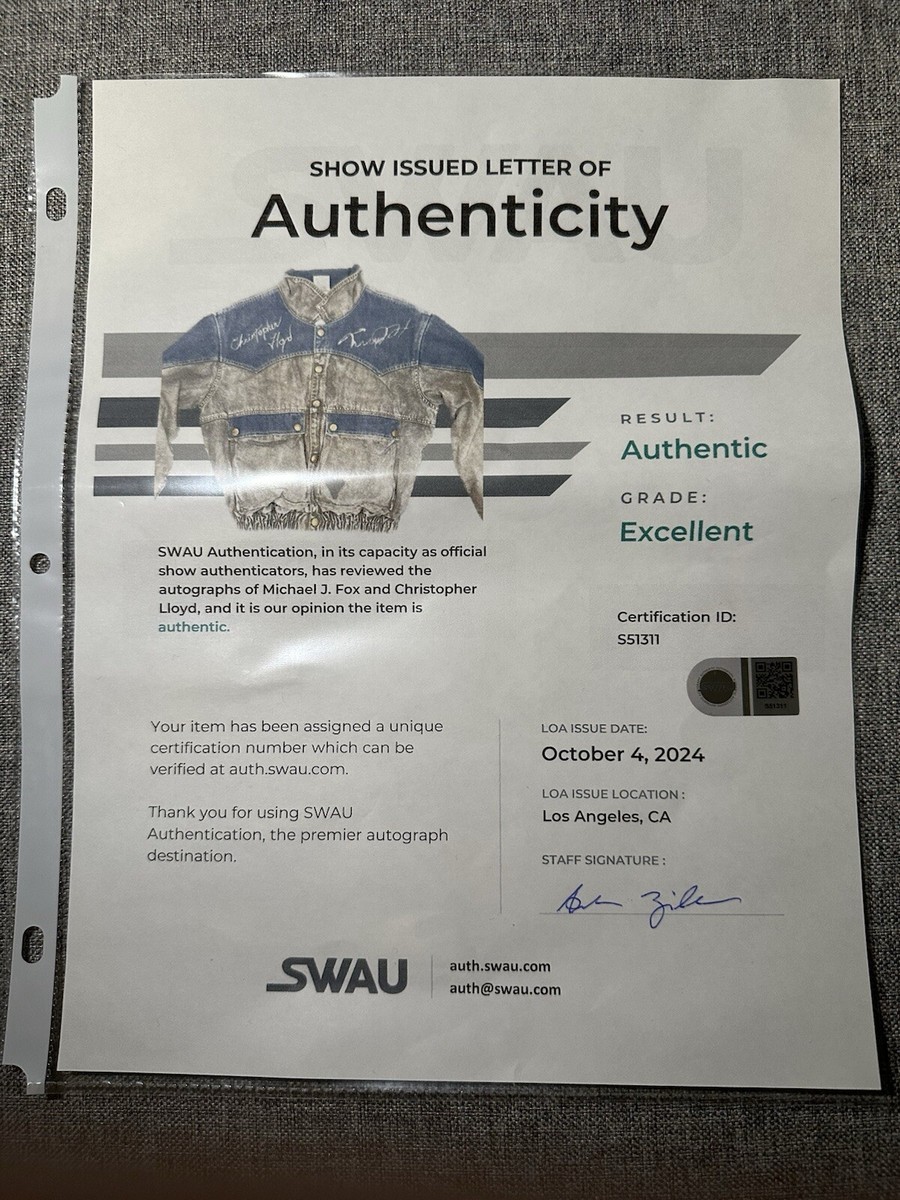 SHOW ISSUED LETTER OF
Authenticity
Christopher
Lloyd
RESULT:
Authentic
GRADE:
Excellent
SWAU Authentication, in its capacity as official
show authenticators, has reviewed the
autographs of Michael J. Fox and Christopher
Lloyd, and it is our opinion the item is
authentic.
Certification ID:
S51311
S51311
Your item has been assigned a unique
certification number which can be
verified at auth.swau.com.
Thank you for using SWAU
Authentication, the premier autograph
destination.
LOA ISSUE DATE:
October 4, 2024
LOA ISSUE LOCATION :
Los Angeles, CA
STAFF SIGNATURE :
SWAU
auth.swau.com
auth@swau.com